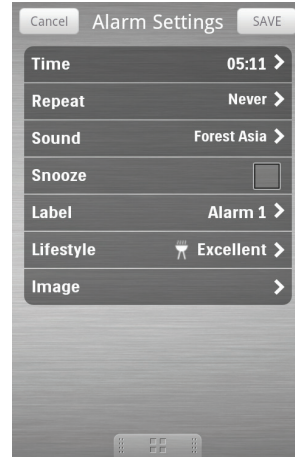 Cancel Alarm Settings SAVE
Time 05:11
Repeat Never
Sound Forest Asia
Snooze
Label Alarm 1
Lifestyle Excellent
Image